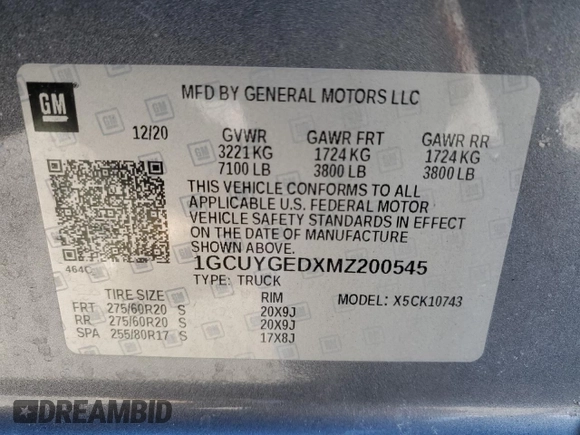 GM
MFD BY GENERAL MOTORS LLC
12/20 GVWR GAWR FRT GAWR RR
3221 KG 1724 KG 1724 KG
7100 LB 3800 LB 3800 LB
THIS VEHICLE CONFORMS TO ALL
APPLICABLE U.S. FEDERAL MOTOR
VEHICLE SAFETY STANDARDS IN EFFECT
ON THE DATE OF MANUFACTURE
SHOWN ABOVE.
464C
1GCUYGEDXMZ200545
TYPE: TRUCK
TIRE SIZE RIM MODEL: X5CK10743
FRT 275/60R20 S 20X9J
RR 275/60R20 S 20X9J
SPA 255/80R17 S 17X8J
DREAMBID